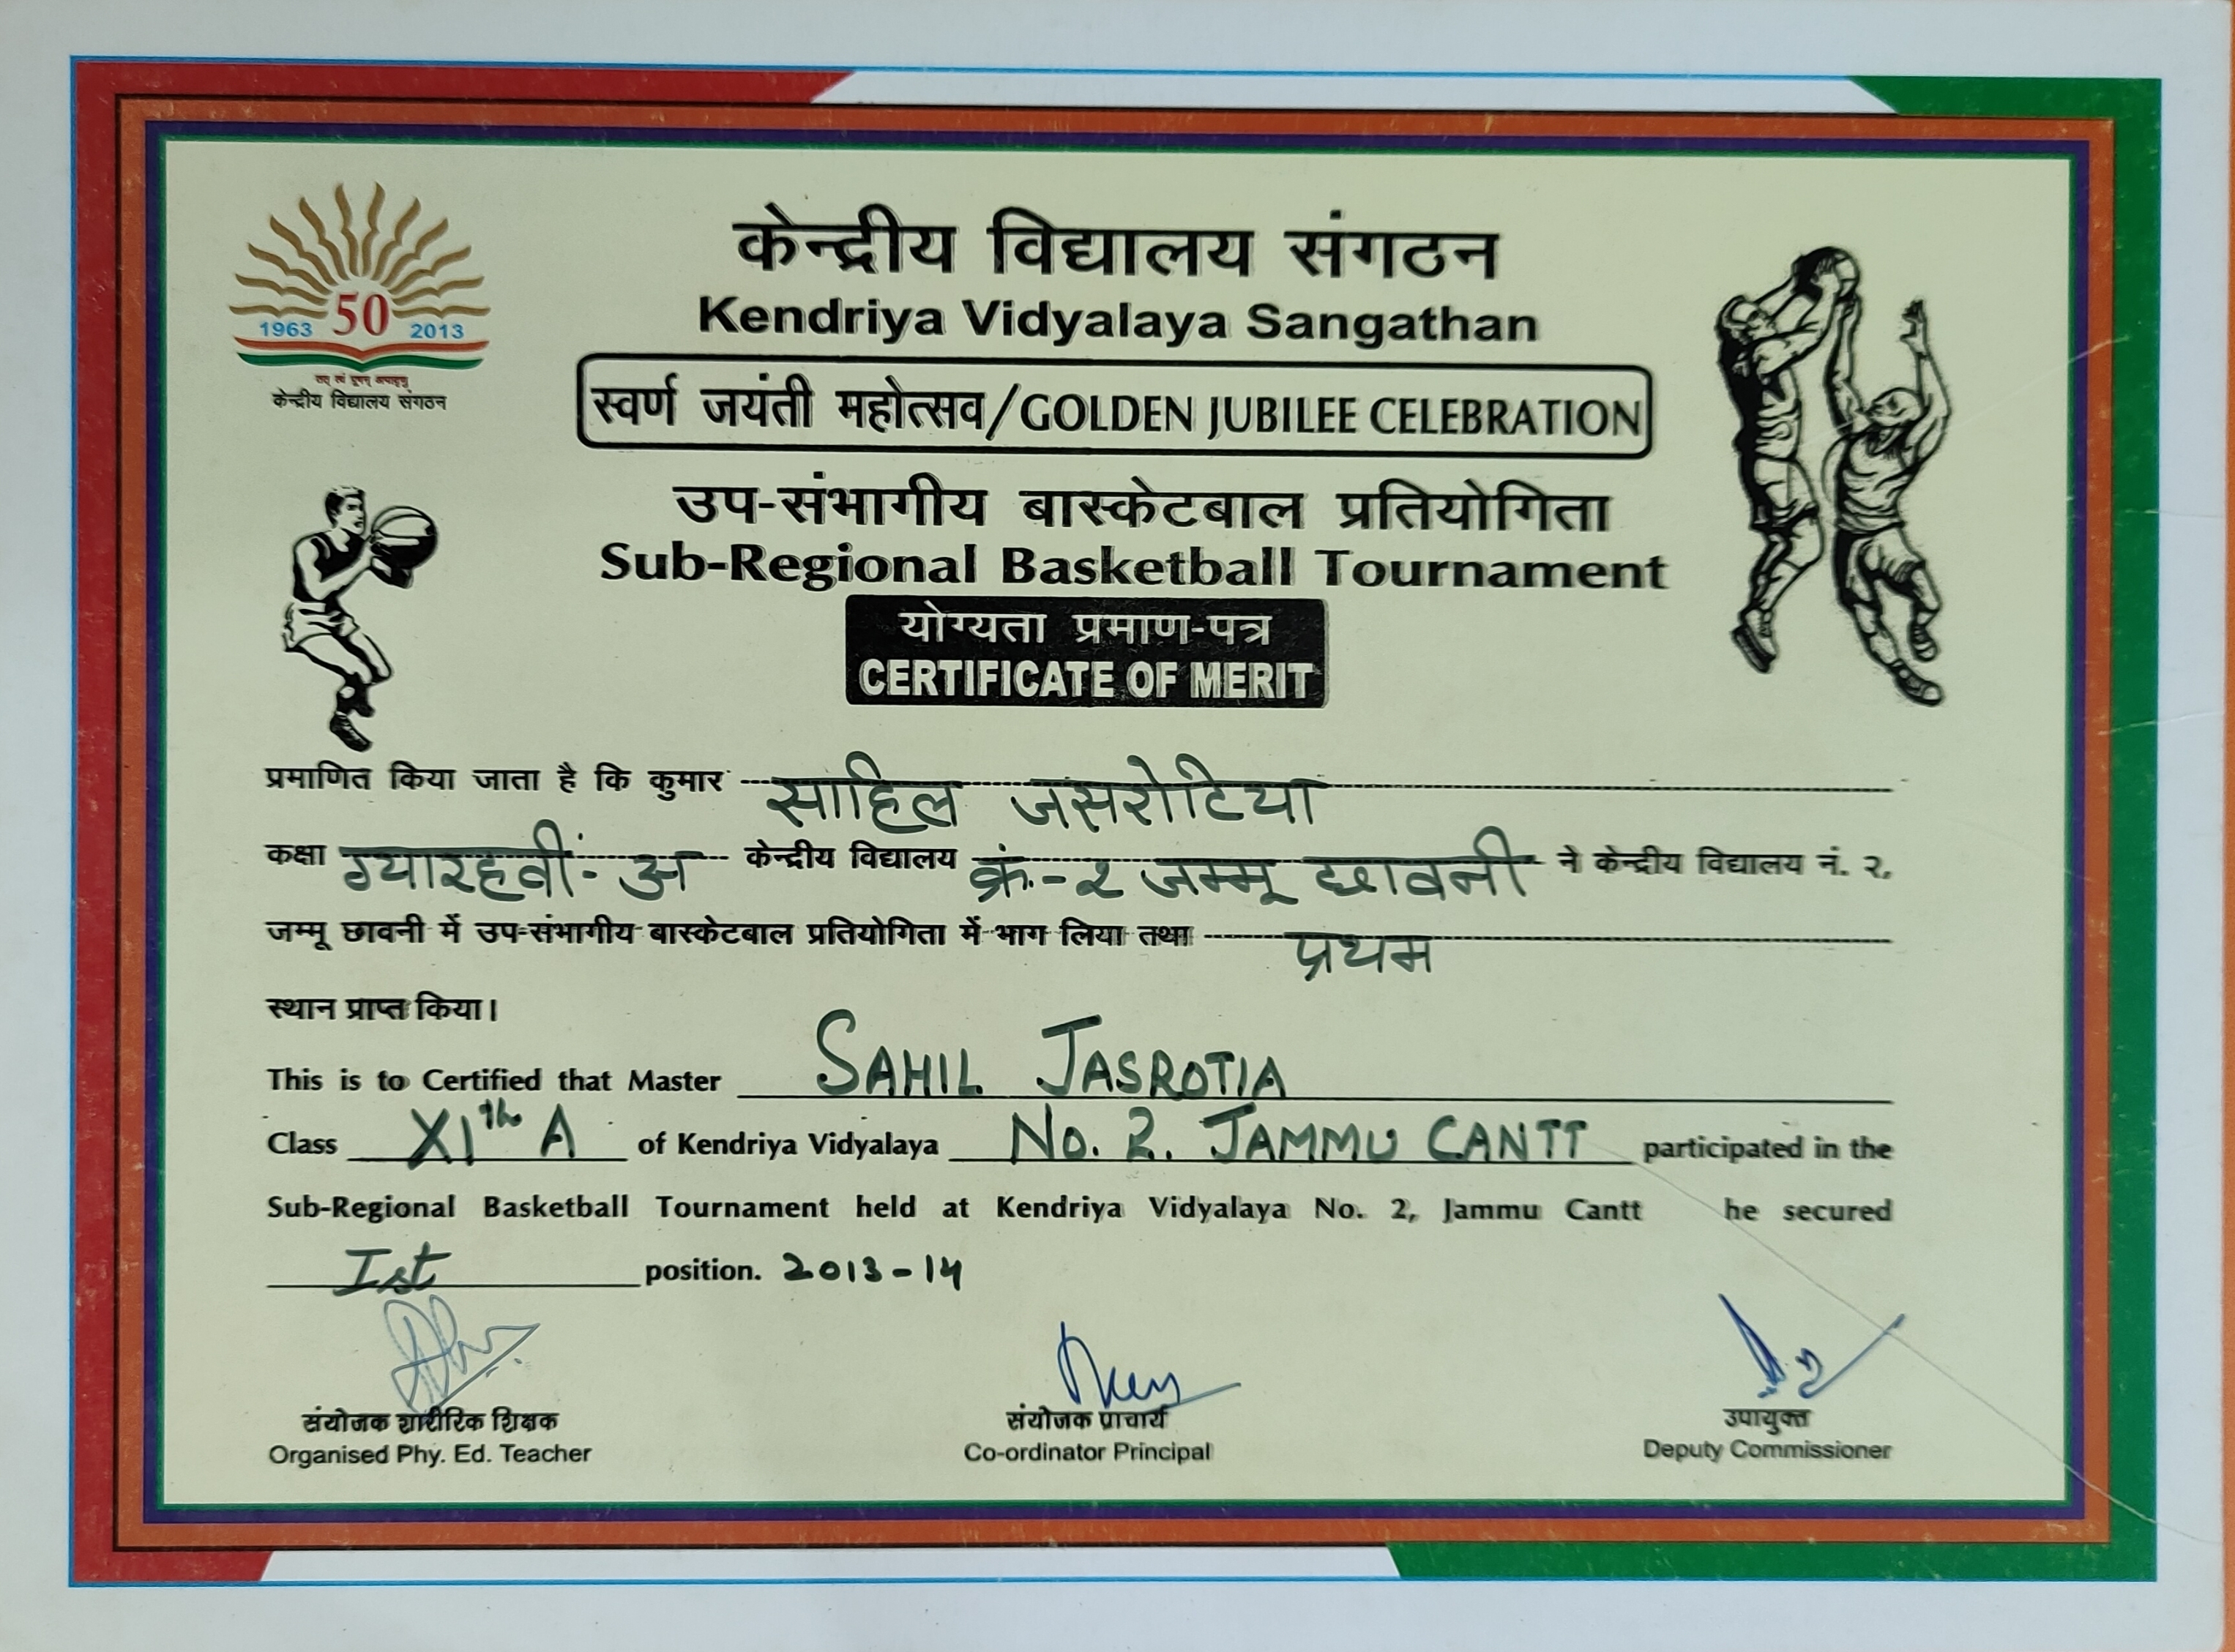 केन्द्रीय विद्यालय संगठन
Kendriya Vidyalaya Sangathan
1963 50 2013
तत् त्वं पूषन् अपावृणु
केन्द्रीय विद्यालय संगठन
स्वर्ण जयंती महोत्सव/GOLDEN JUBILEE CELEBRATION
उप-संभागीय बास्केटबाल प्रतियोगिता
Sub-Regional Basketball Tournament
योग्यता प्रमाण-पत्र
CERTIFICATE OF MERIT
प्रमाणित किया जाता है कि कुमार साहिल जसरोटिया
कक्षा ग्यारहवीं-अ केन्द्रीय विद्यालय क्रं-२ जम्मू छावनी ने केन्द्रीय विद्यालय नं. २,
जम्मू छावनी में उप-संभागीय बास्केटबाल प्रतियोगिता में भाग लिया तथा प्रथम
स्थान प्राप्त किया।
This is to Certified that Master SAHIL JASROTIA
Class XIth A of Kendriya Vidyalaya No. 2. JAMMU CANTT participated in the
Sub-Regional Basketball Tournament held at Kendriya Vidyalaya No. 2, Jammu Cantt he secured
Ist position. 2013-14
संयोजक शारीरिक शिक्षक
Organised Phy. Ed. Teacher
संयोजक प्राचार्य
Co-ordinator Principal
उपायुक्त
Deputy Commissioner